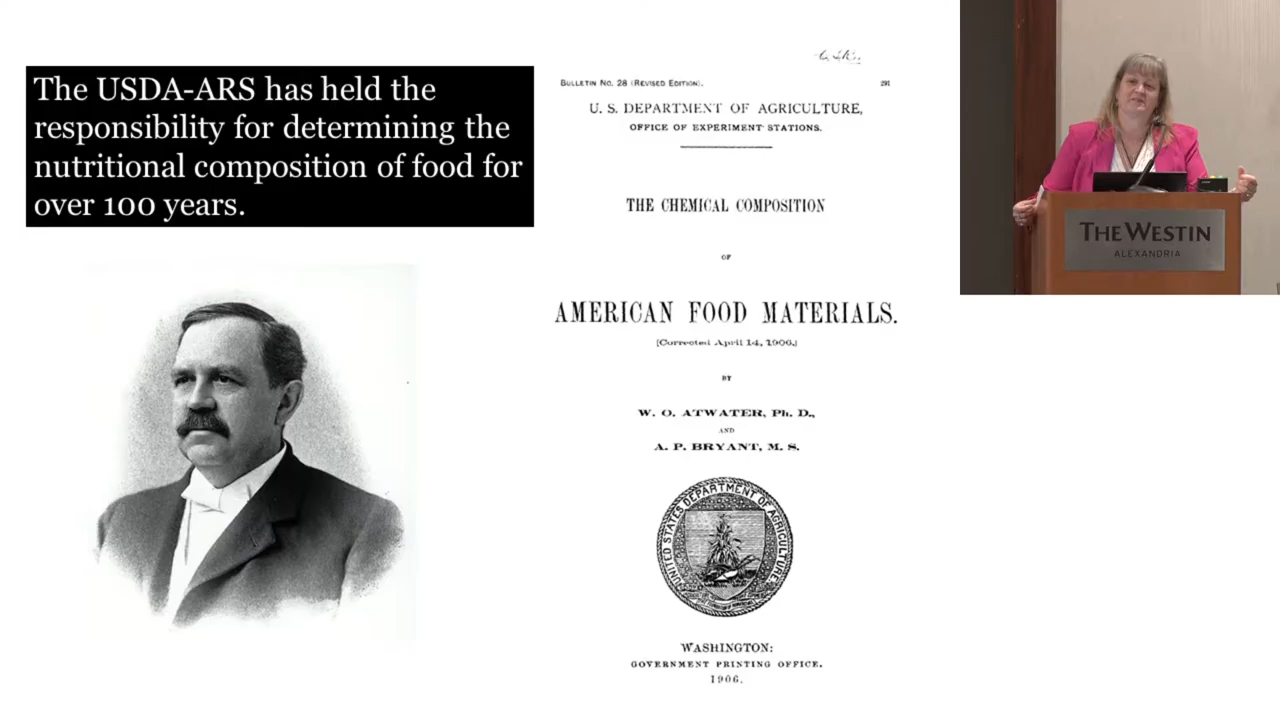 The USDA-ARS has held the
responsibility for determining the
nutritional composition of food for
over 100 years.
BULLETIN NO. 28 (REVISED EDITION).
291
U. S. DEPARTMENT OF AGRICULTURE,
OFFICE OF EXPERIMENT STATIONS.
THE CHEMICAL COMPOSITION
OF
AMERICAN FOOD MATERIALS.
(Corrected April 14, 1906.)
BY
W. O. ATWATER, Ph. D.,
AND
A. P. BRYANT, M. S.
UNITED STATES DEPARTMENT OF AGRICULTURE
WASHINGTON:
GOVERNMENT PRINTING OFFICE.
1906.
THE WESTIN
ALEXANDRIA